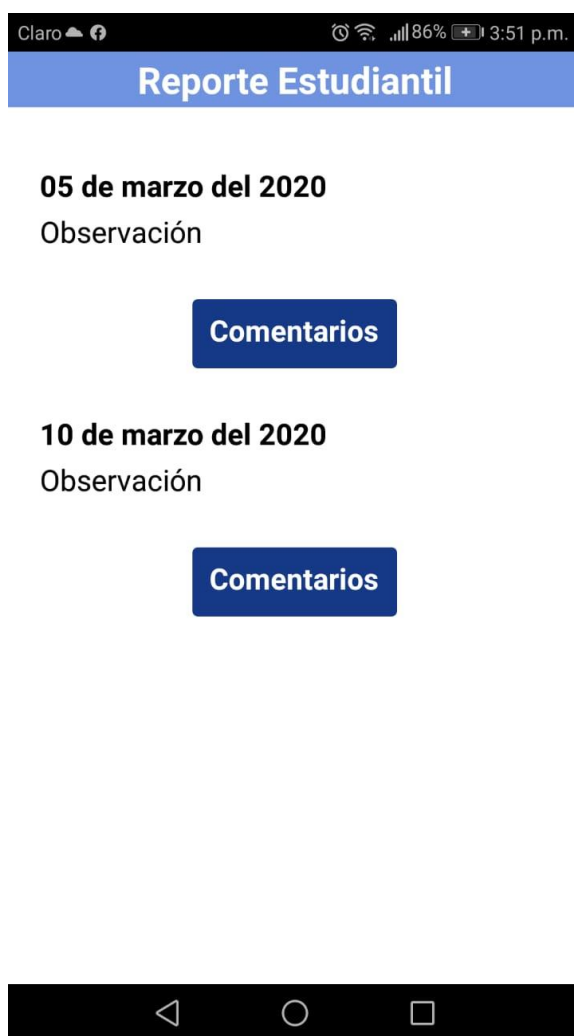 Claro 86% 3:51 p.m.
Reporte Estudiantil
05 de marzo del 2020
Observación
Comentarios
10 de marzo del 2020
Observación
Comentarios